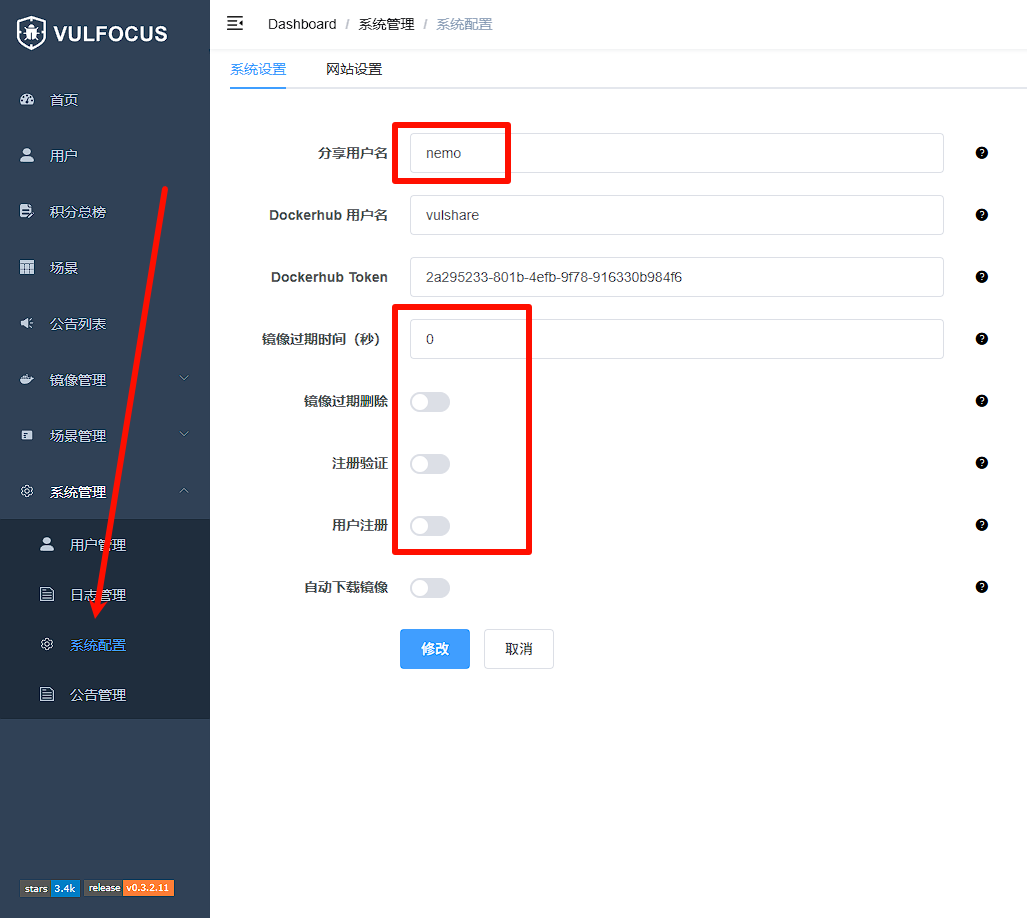 VULFOCUS
首页
用户
积分总榜
场景
公告列表
镜像管理
场景管理
系统管理
用户管理
日志管理
系统配置
公告管理
stars 3.4k release v0.3.2.11
Dashboard / 系统管理 / 系统配置
系统设置 网站设置
分享用户名 nemo
Dockerhub 用户名 vulshare
Dockerhub Token 2a295233-801b-4efb-9f78-916330b984f6
镜像过期时间（秒） 0
镜像过期删除
注册验证
用户注册
自动下载镜像
修改 取消